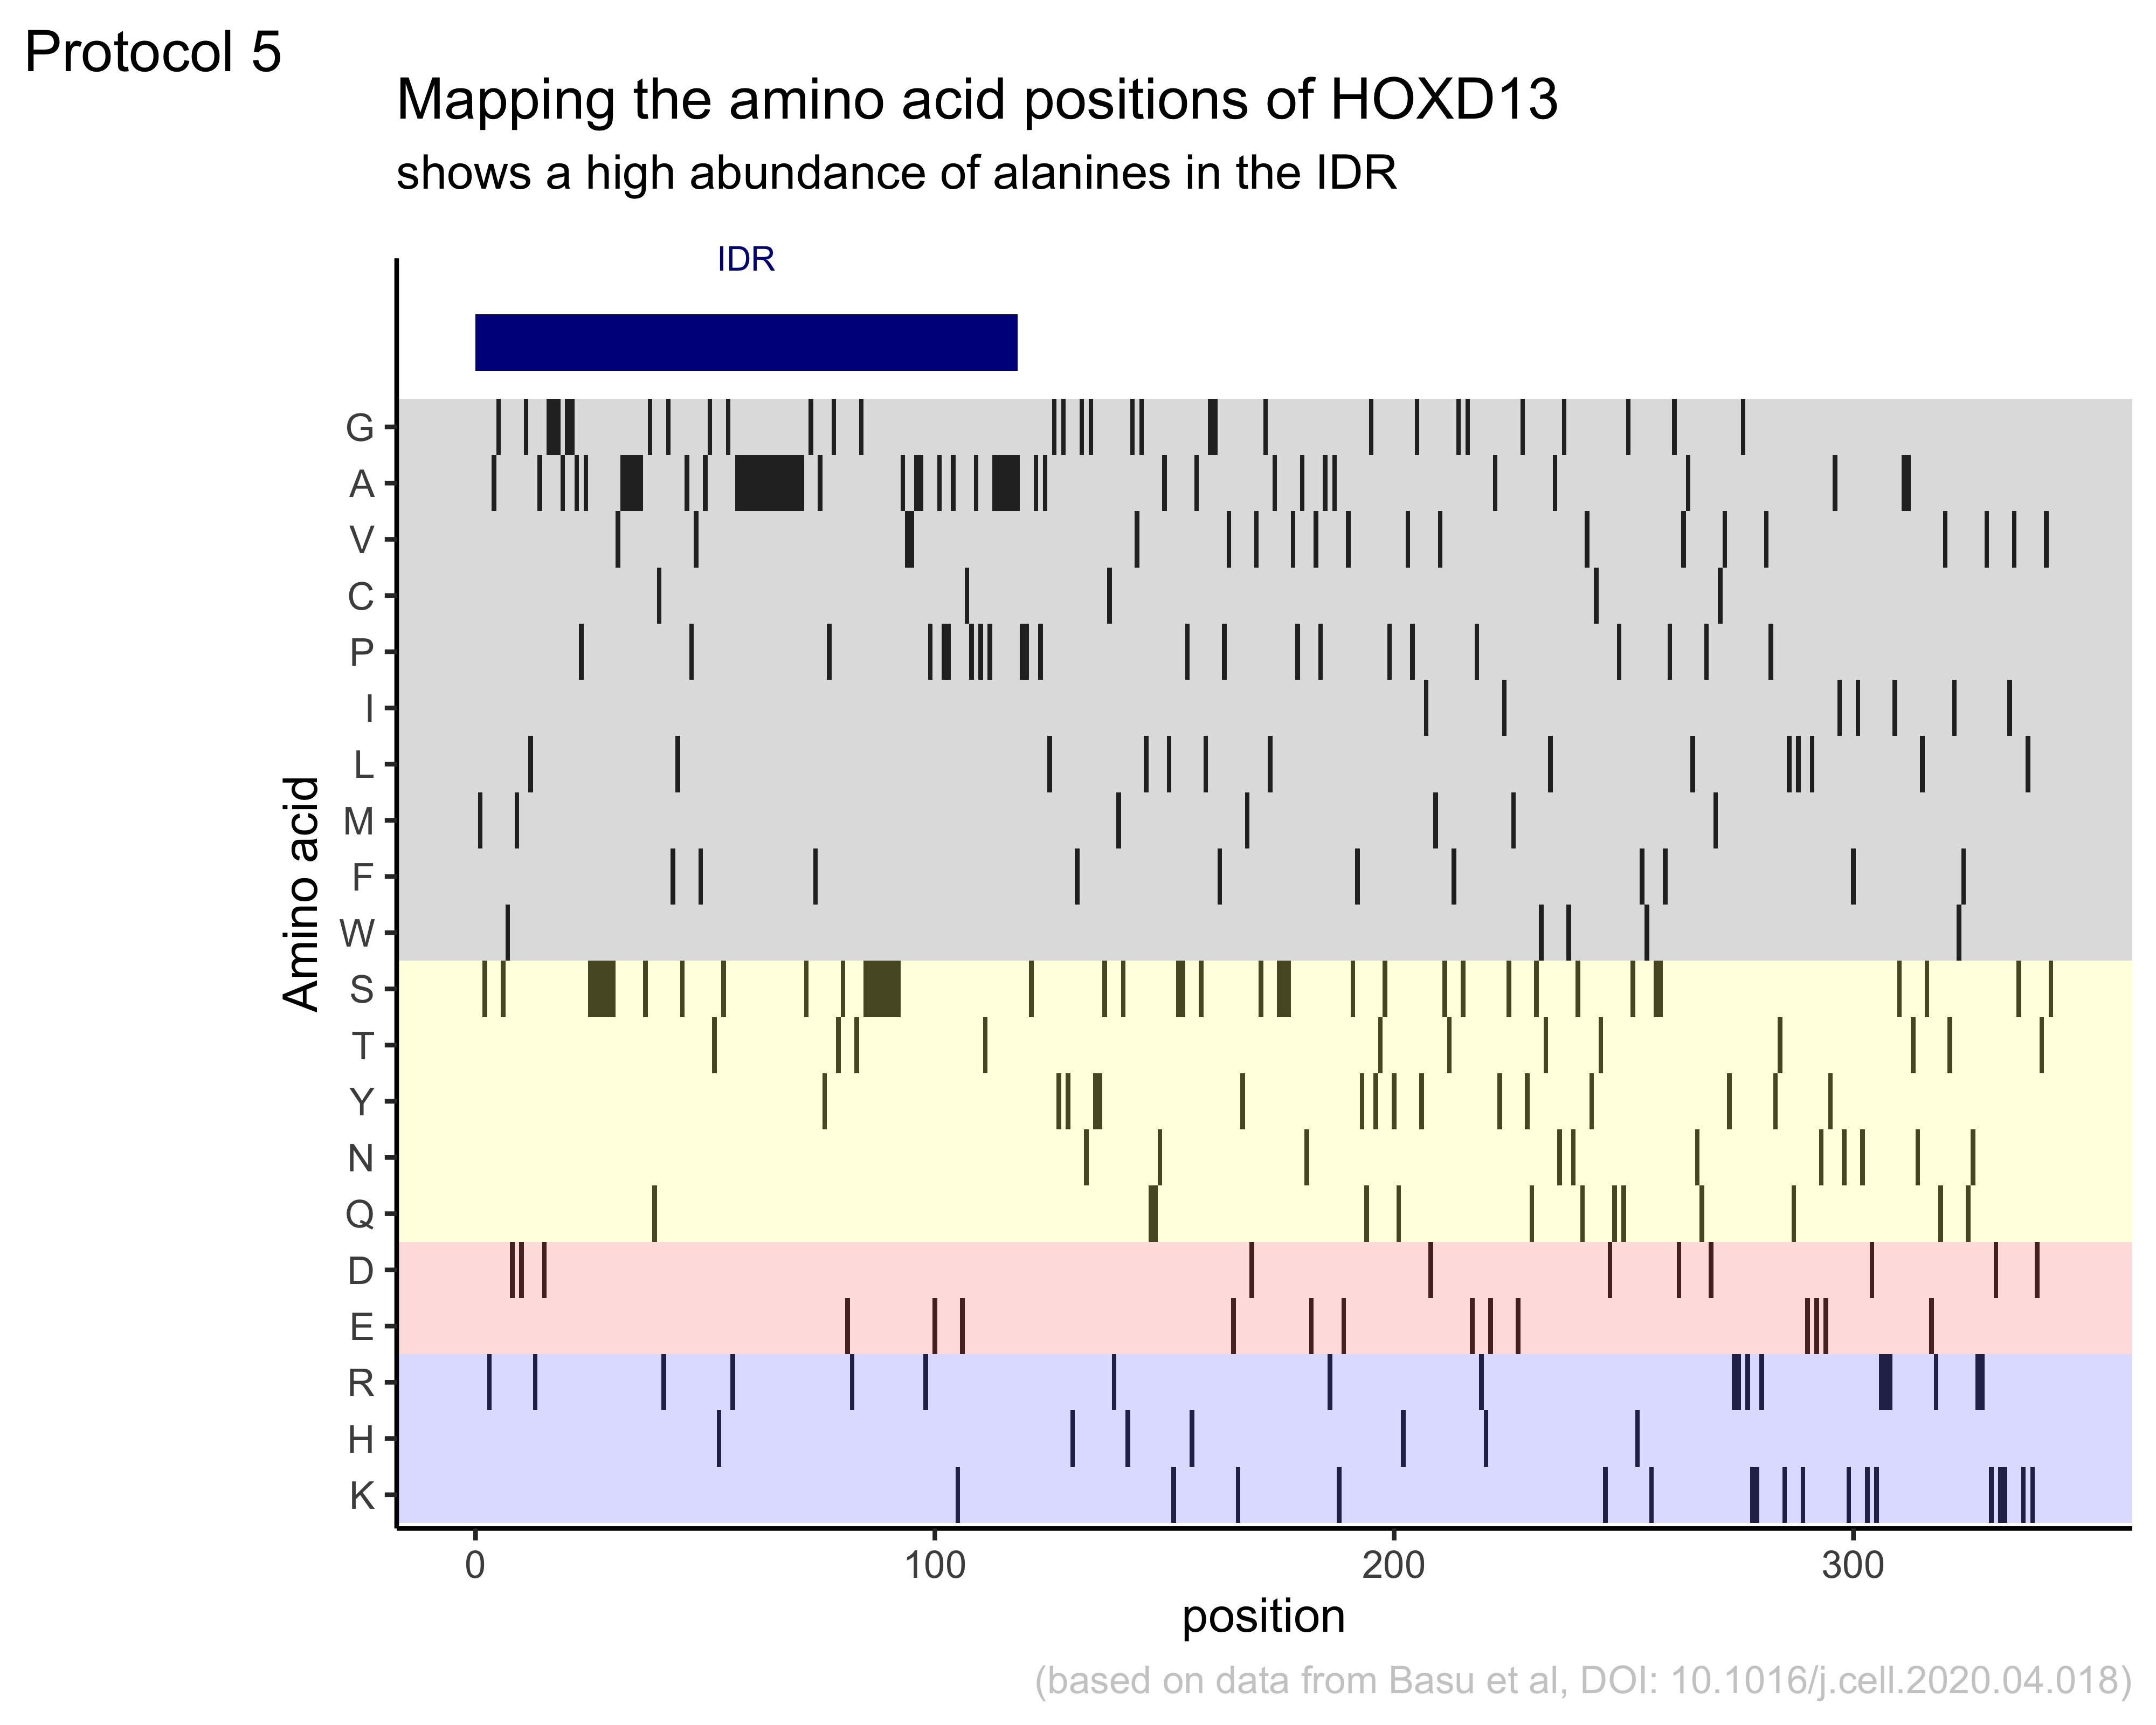 Protocol 5
Mapping the amino acid positions of HOXD13
shows a high abundance of alanines in the IDR
IDR
G
A
V
C
P
I
L
M
F
W
S
T
Y
N
Q
D
E
R
H
K
Amino acid
0 100 200 300
position
(based on data from Basu et al, DOI: 10.1016/j.cell.2020.04.018)